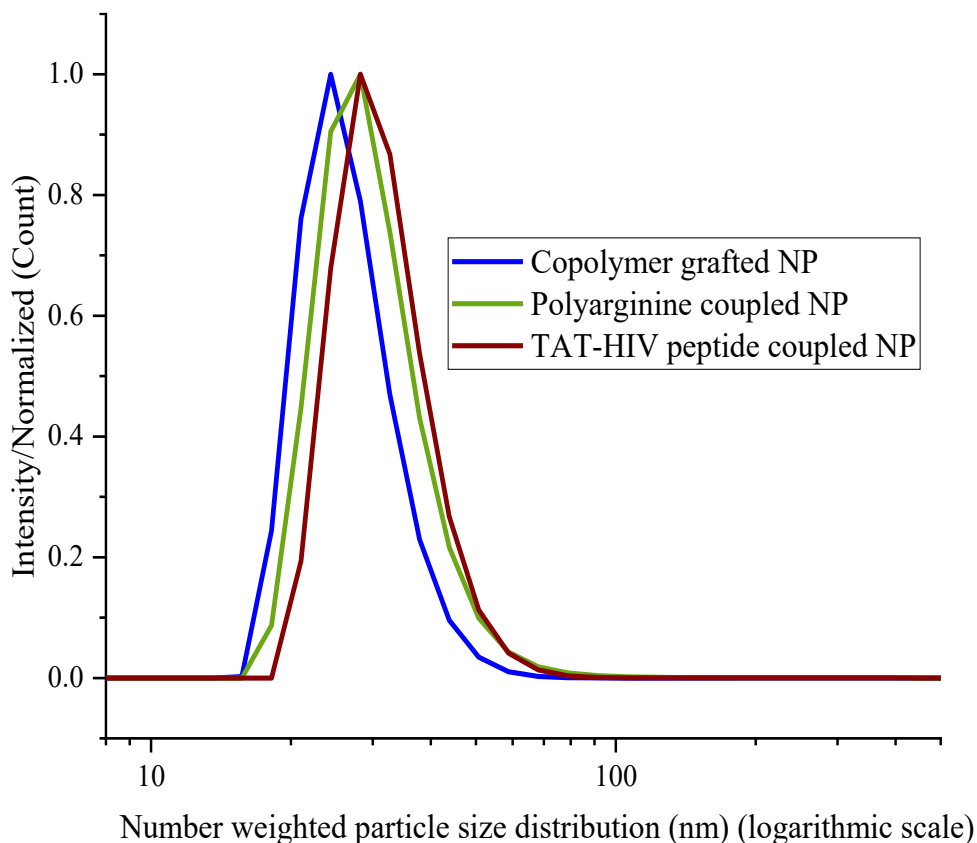 Intensity/Normalized (Count)
1.0
0.8
0.6
0.4
0.2
0.0
Copolymer grafted NP
Polyarginine coupled NP
TAT-HIV peptide coupled NP
10
100
Number weighted particle size distribution (nm) (logarithmic scale)